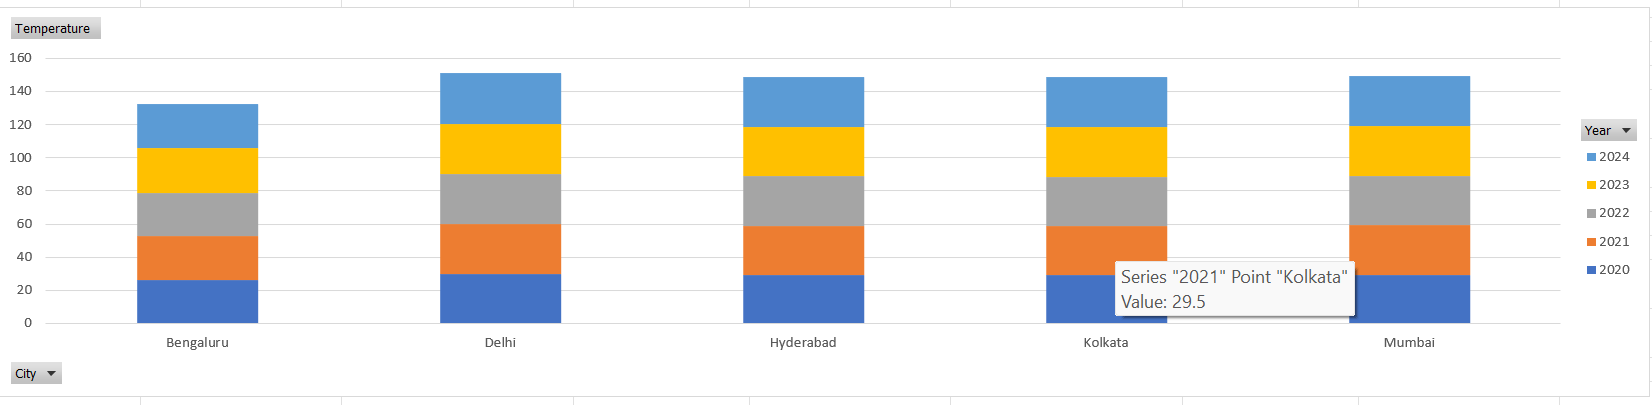 Temperature
160
140
120
100
80
60
40
20
0
Bengaluru
Delhi
Hyderabad
Kolkata
Mumbai
Series "2021" Point "Kolkata"
Value: 29.5
Year
2024
2023
2022
2021
2020
City